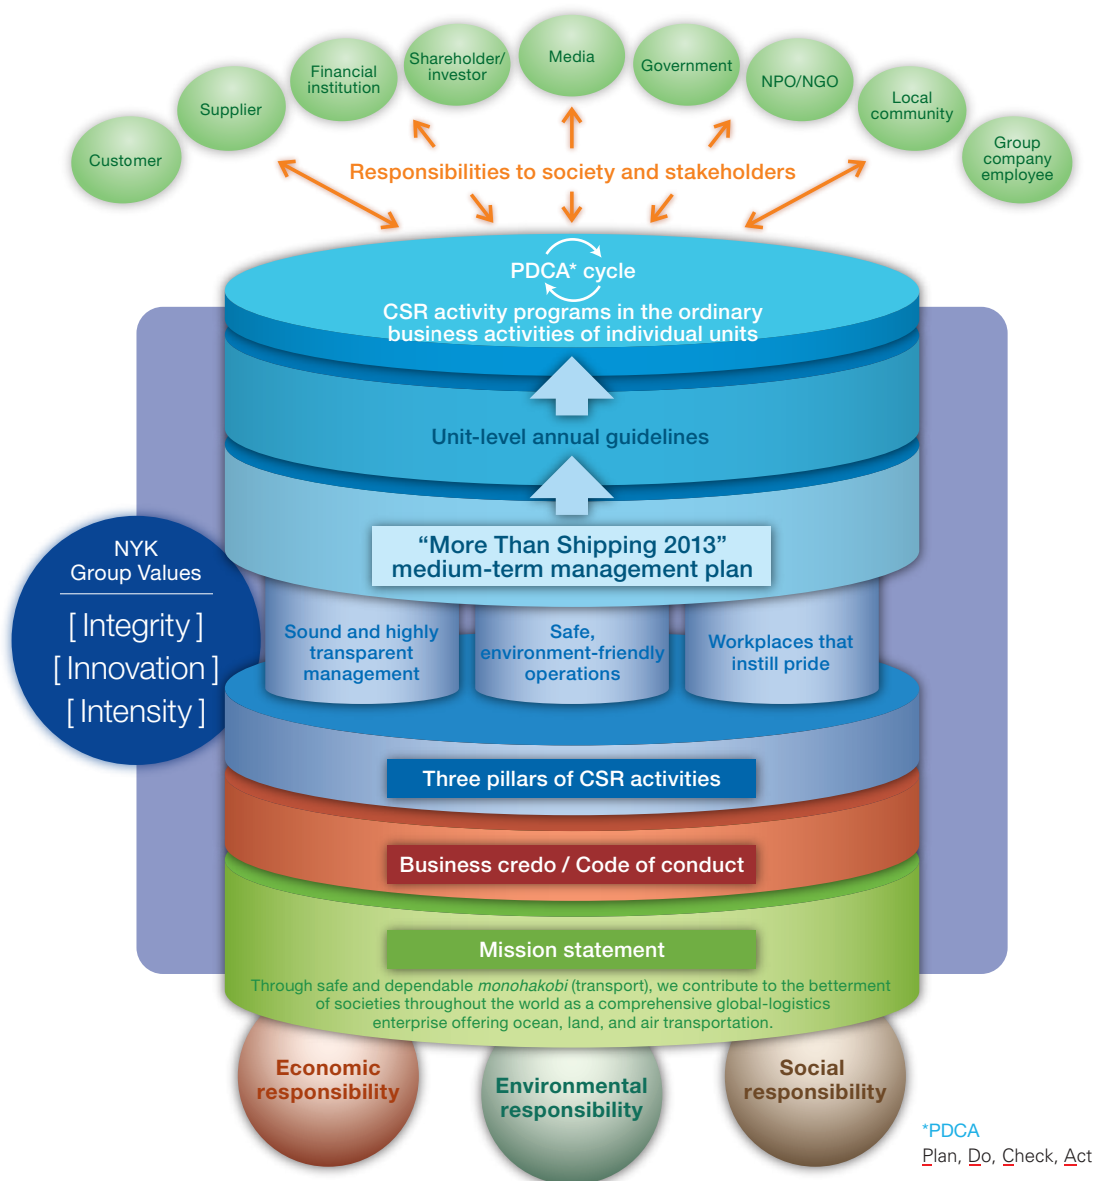 Customer
Supplier
Financial
institution
Shareholder/
investor
Media
Government
NPO/NGO
Local
community
Group
company
employee
Responsibilities to society and stakeholders
PDCA* cycle
CSR activity programs in the ordinary
business activities of individual units
Unit-level annual guidelines
“More Than Shipping 2013”
medium-term management plan
NYK
Group Values
[ Integrity ]
[ Innovation ]
[ Intensity ]
Sound and highly
transparent
management
Safe,
environment-friendly
operations
Workplaces that
instill pride
Three pillars of CSR activities
Business credo / Code of conduct
Mission statement
Through safe and dependable monohakobi (transport), we contribute to the betterment
of societies throughout the world as a comprehensive global-logistics
enterprise offering ocean, land, and air transportation.
Economic
responsibility
Environmental
responsibility
Social
responsibility
*PDCA
Plan, Do, Check, Act